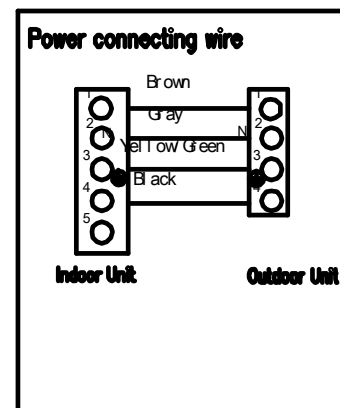 Power connecting wire
Brown
1 1
Gray
2 2
N N
Yellow/Green
3 3
Black
4 4
5
Indoor Unit Outdoor Unit